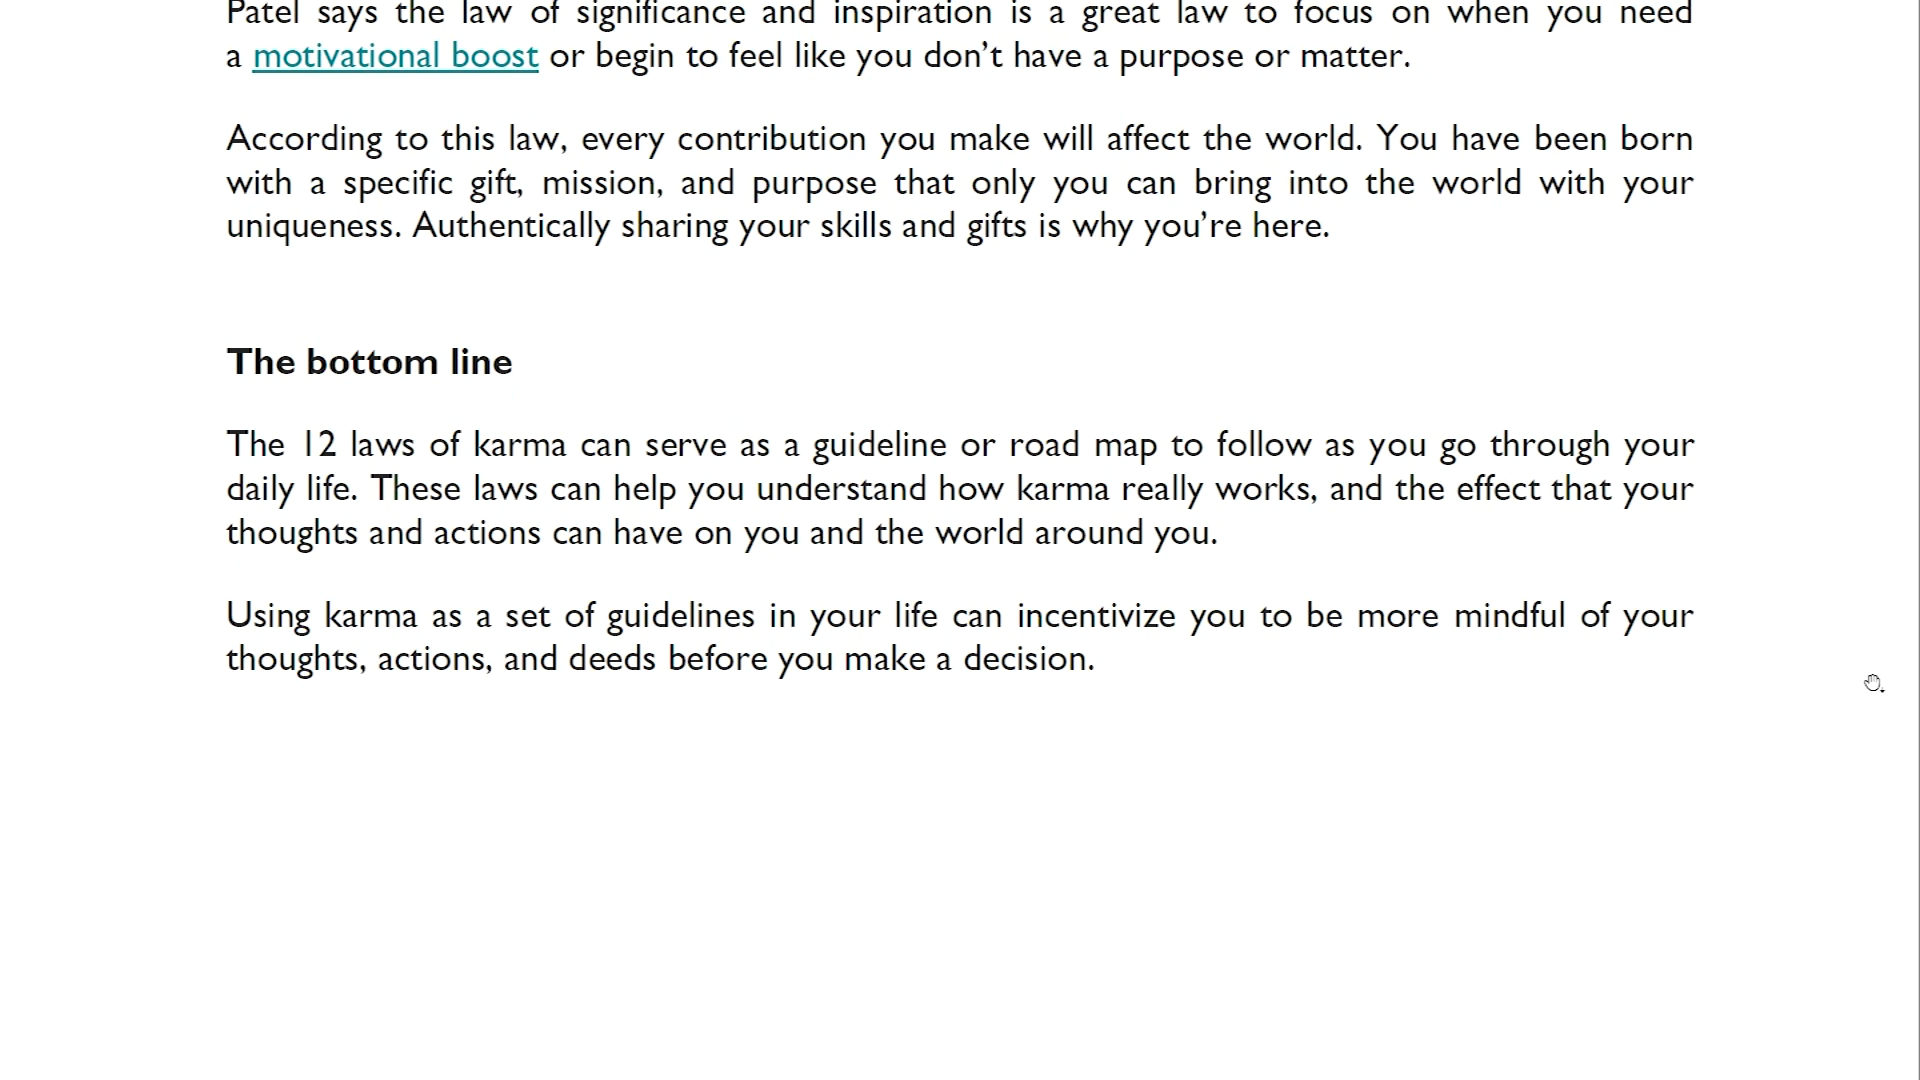 Patel says the law of significance and inspiration is a great law to focus on when you need
a motivational boost or begin to feel like you don’t have a purpose or matter.
According to this law, every contribution you make will affect the world. You have been born
with a specific gift, mission, and purpose that only you can bring into the world with your
uniqueness. Authentically sharing your skills and gifts is why you’re here.
The bottom line
The 12 laws of karma can serve as a guideline or road map to follow as you go through your
daily life. These laws can help you understand how karma really works, and the effect that your
thoughts and actions can have on you and the world around you.
Using karma as a set of guidelines in your life can incentivize you to be more mindful of your
thoughts, actions, and deeds before you make a decision.